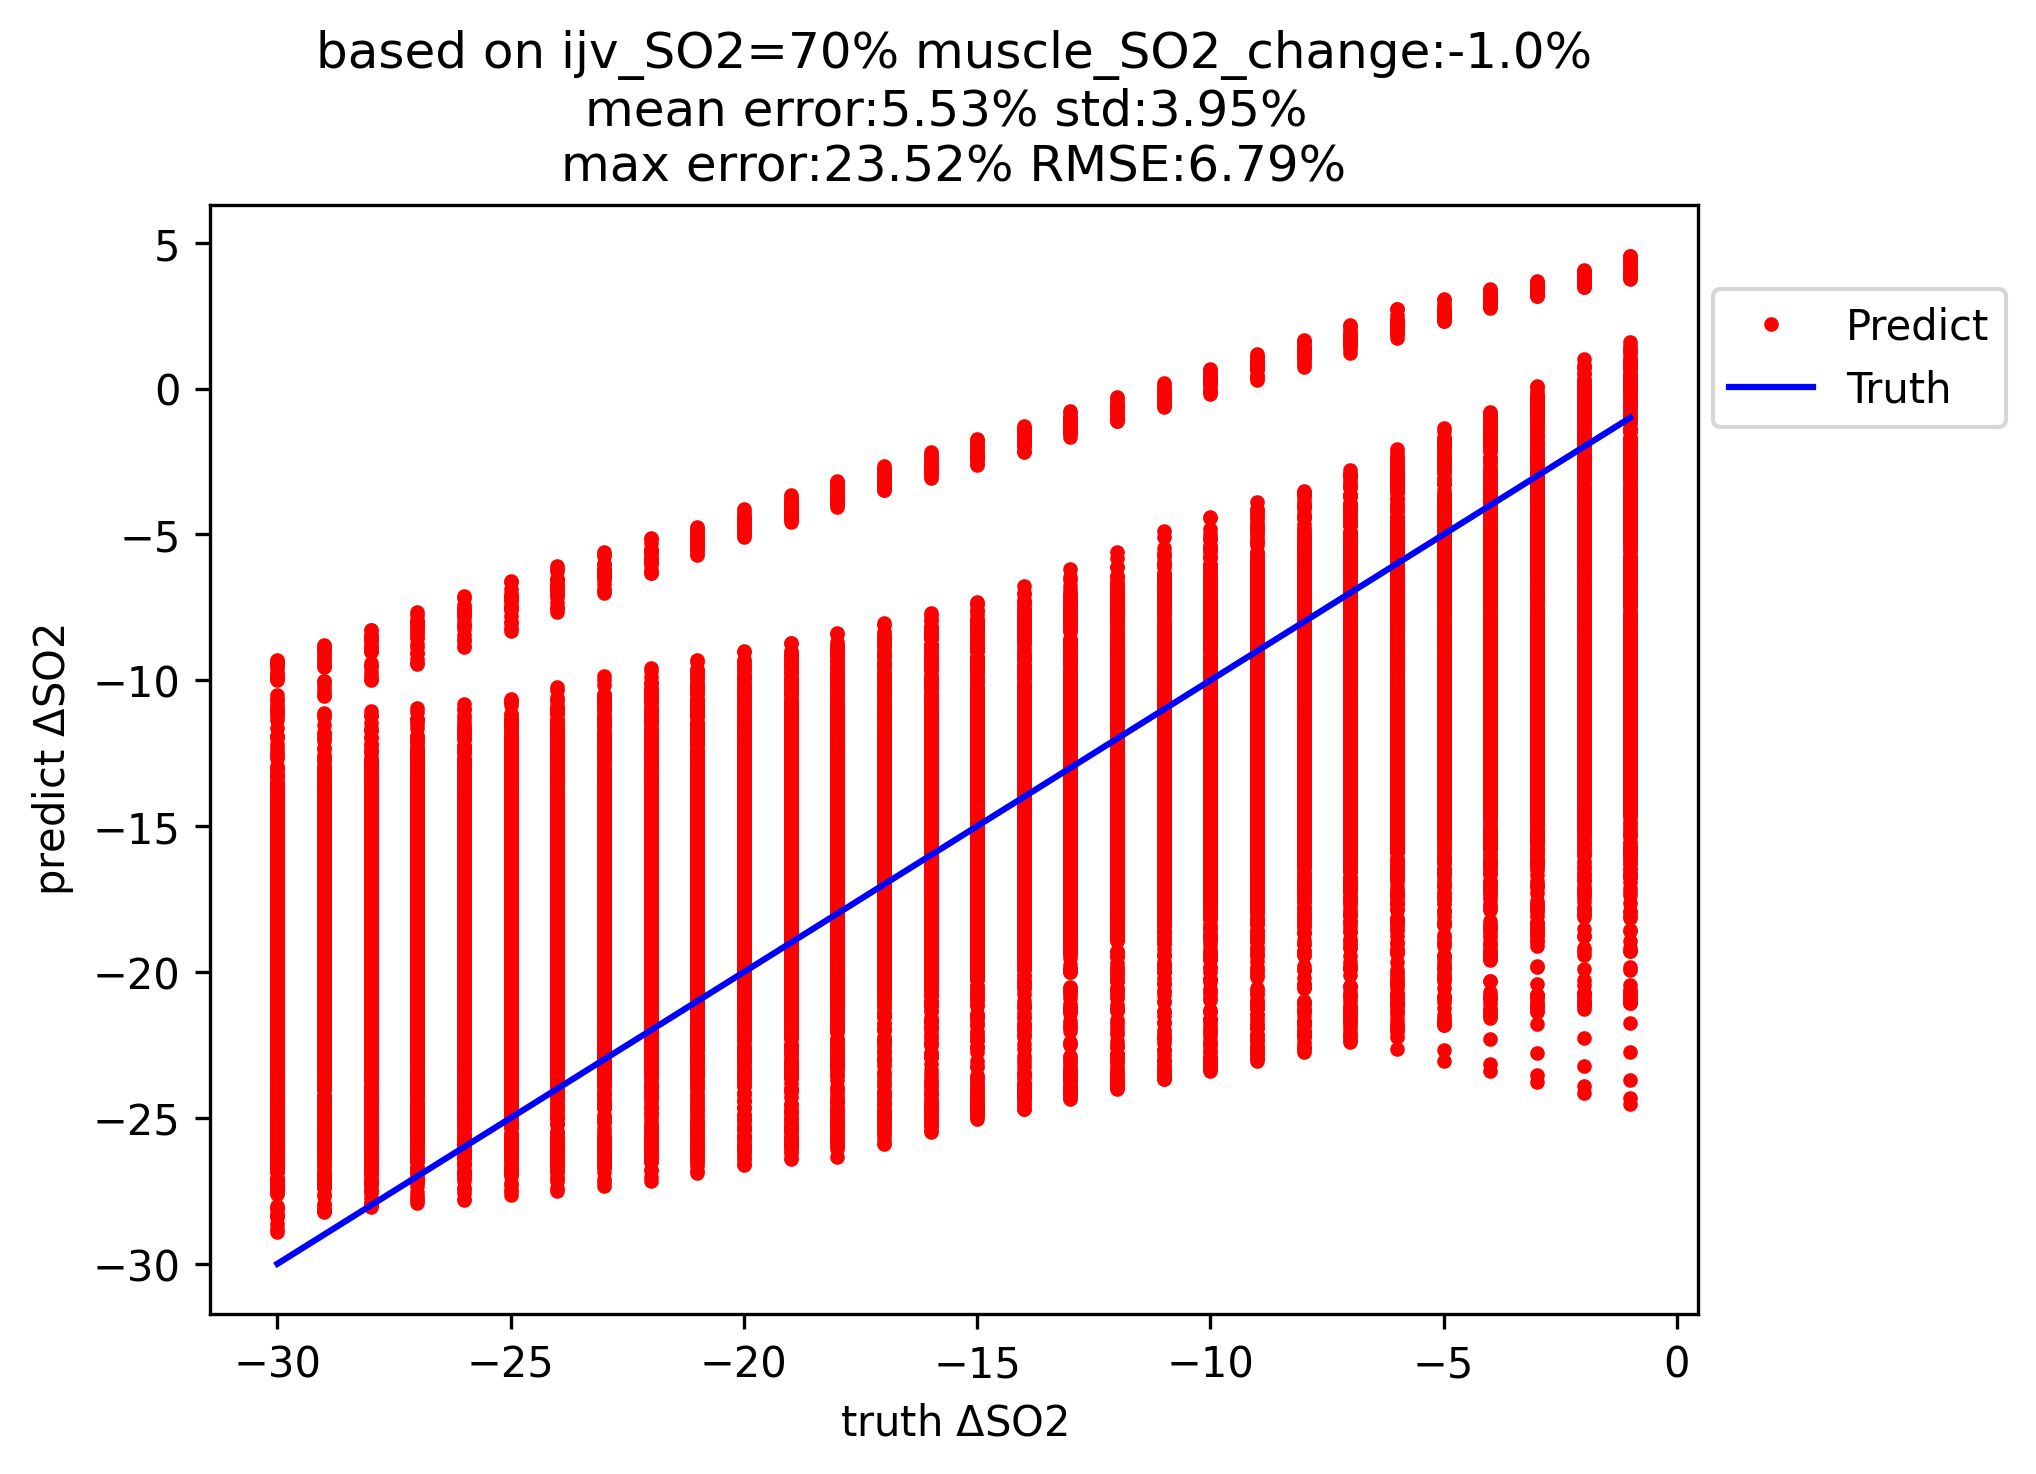 based on ijv_SO2=70% muscle_SO2_change:-1.0%
mean error:5.53% std:3.95%
max error:23.52% RMSE:6.79%
5
0
−5
−10
−15
−20
−25
−30
predict ΔSO2
−30
−25
−20
−15
−10
−5
0
truth ΔSO2
Predict
Truth